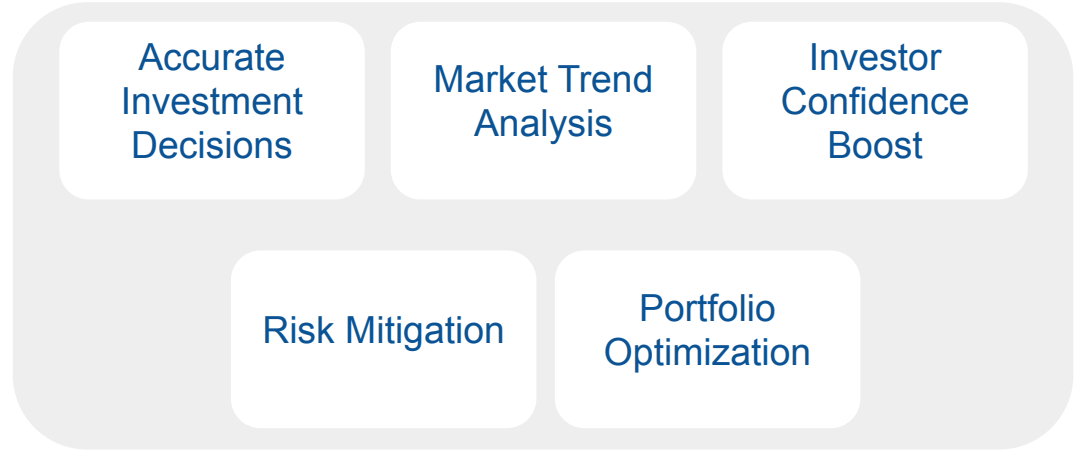 Accurate
Investment
Decisions
Market Trend
Analysis
Investor
Confidence
Boost
Risk Mitigation
Portfolio
Optimization